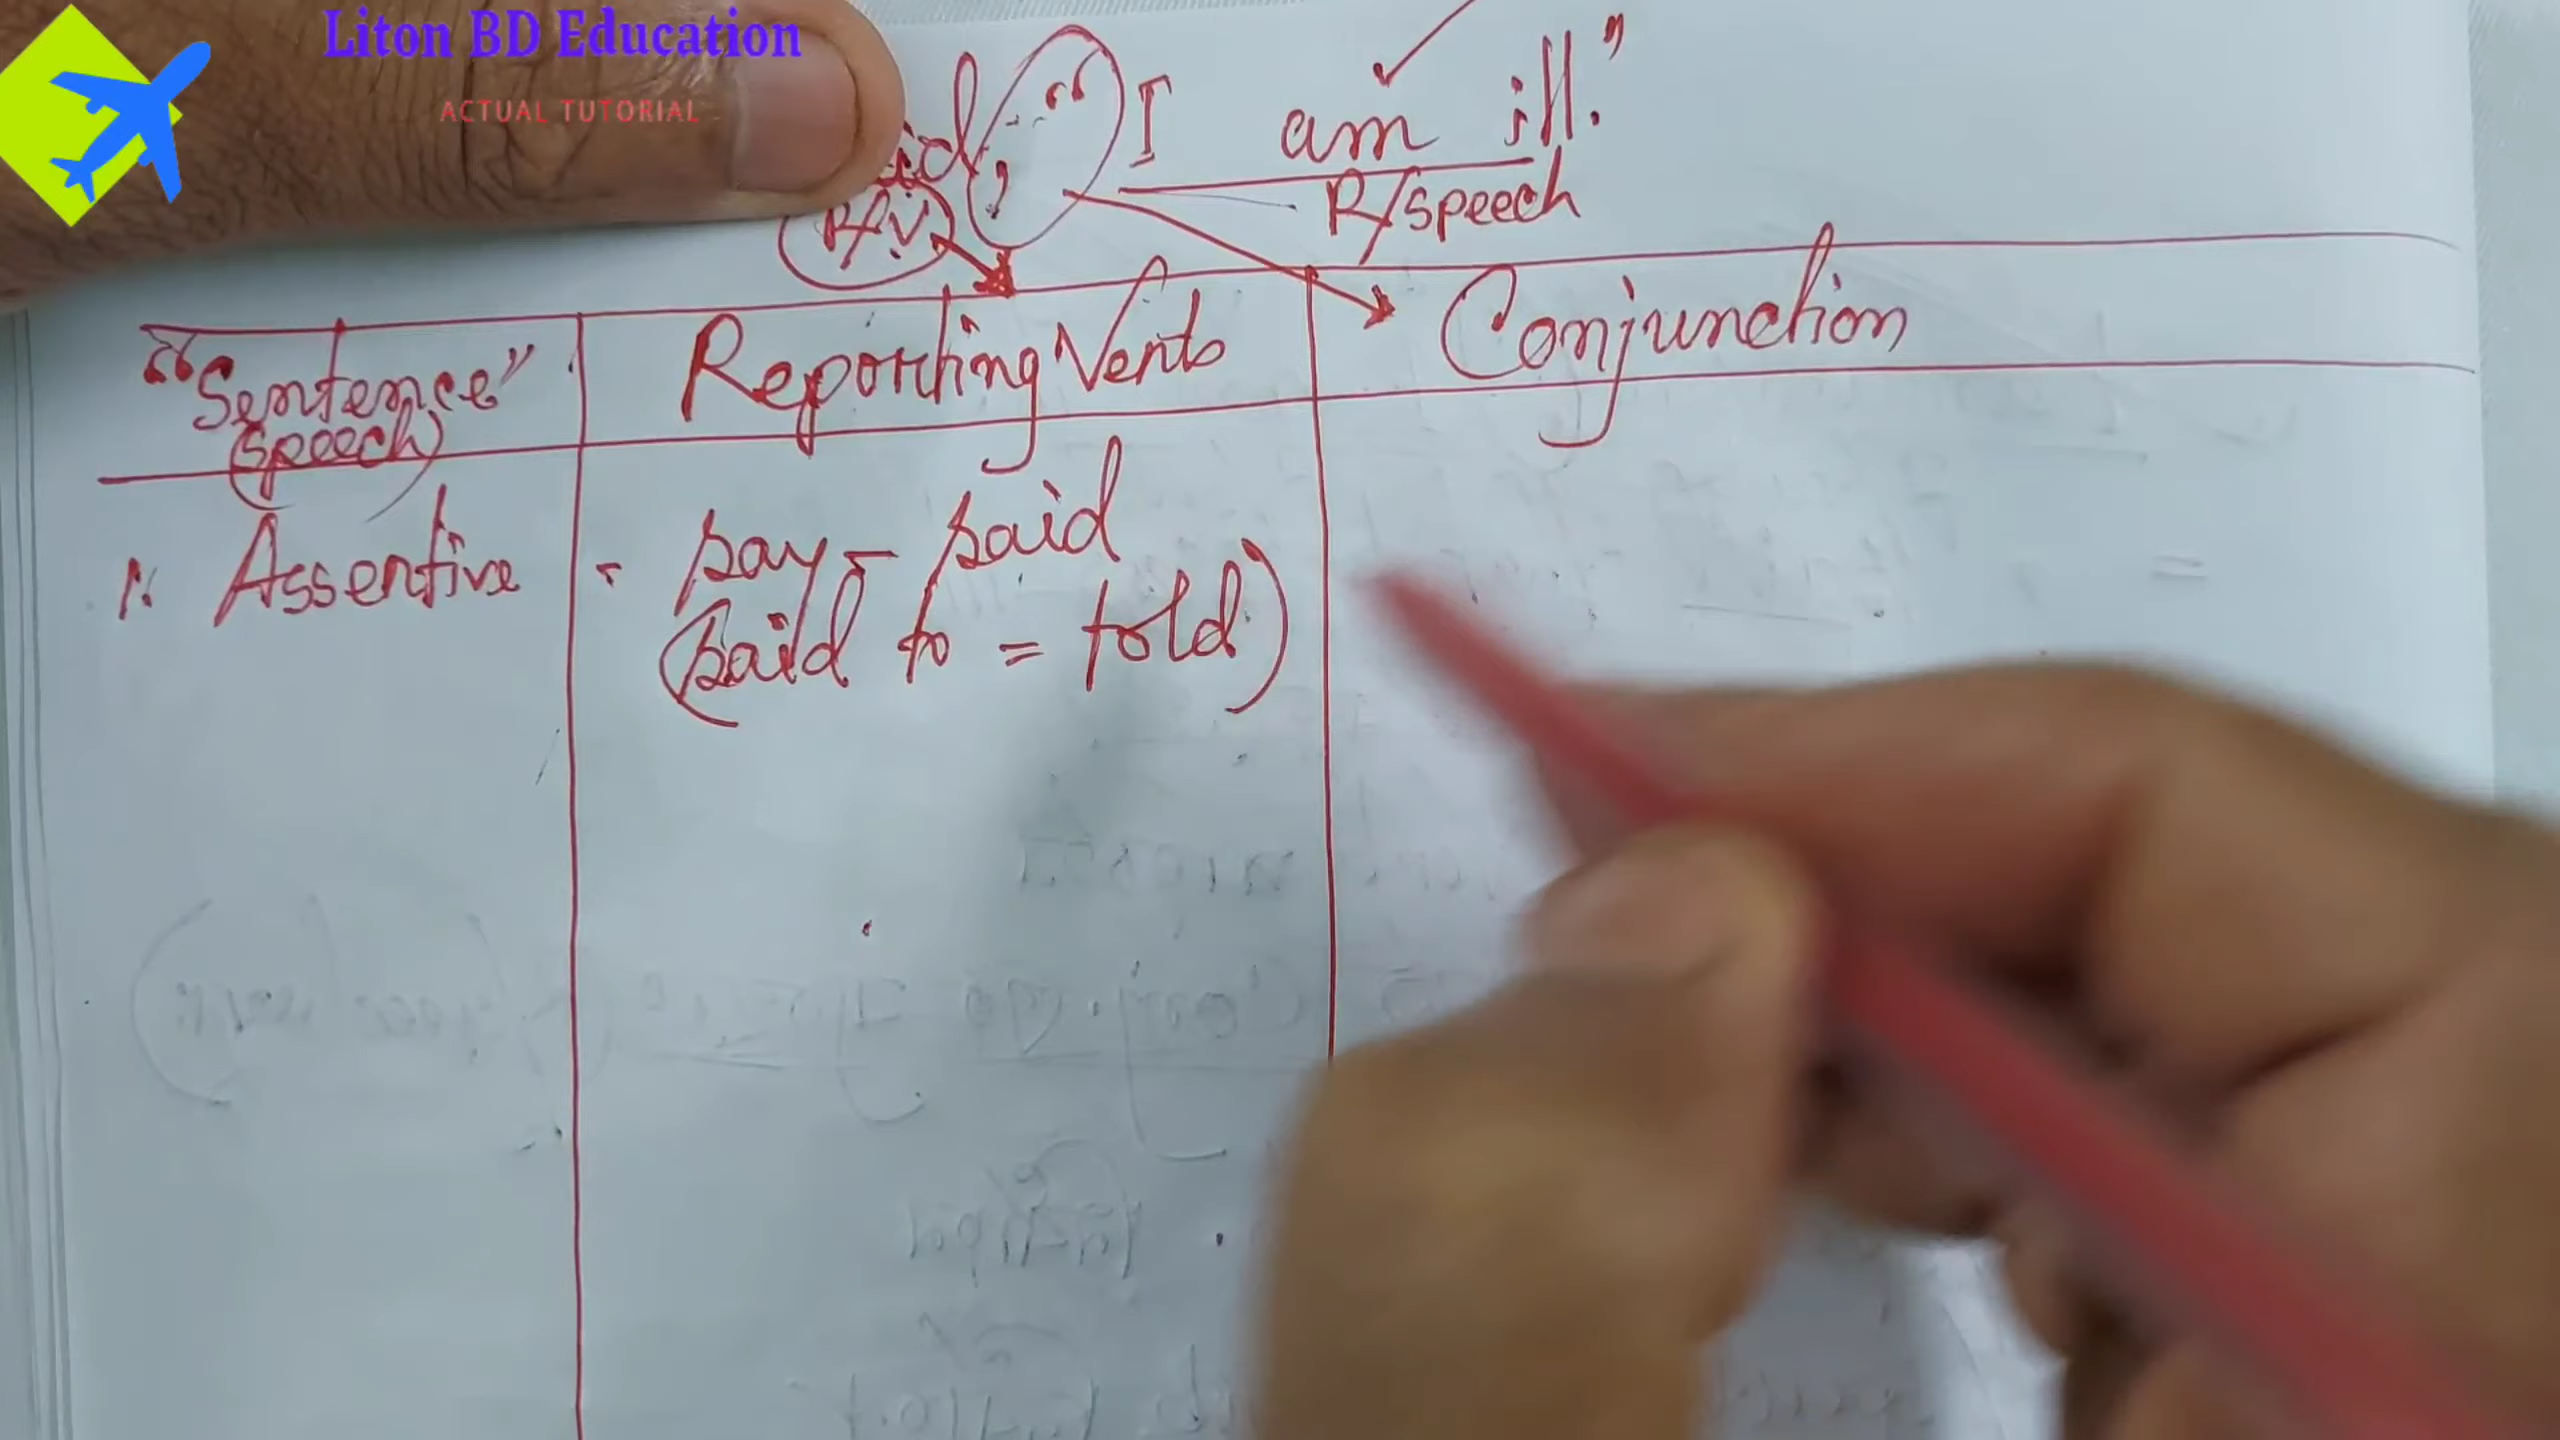 Liton BD Education
ACTUAL TUTORIAL
, " I am ill."
R/V R/speech
"Sentence" Reporting Verb Conjunction
(speech)
1. Assertive - say - said
(said to = told)